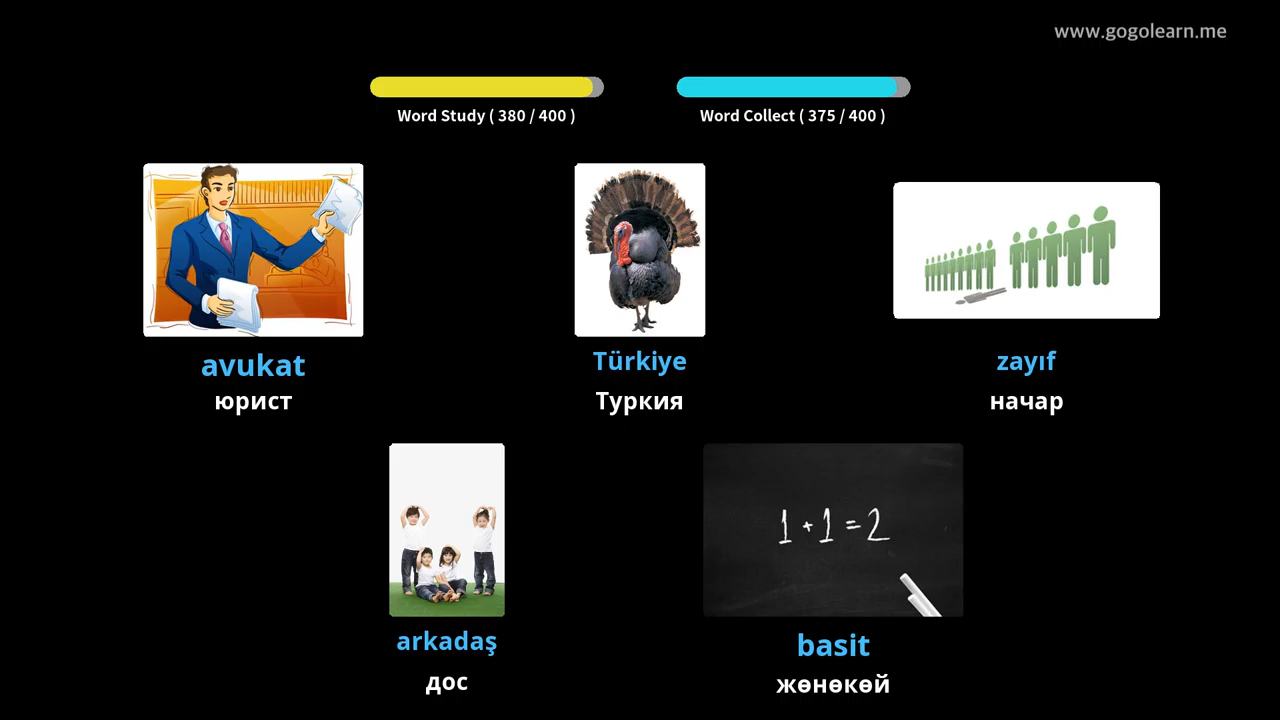 www.gogolearn.me
Word Study ( 380 / 400 )
Word Collect ( 375 / 400 )
avukat
юрист
Türkiye
Туркия
zayıf
начар
1 + 1 = 2
arkadaş
дос
basit
жөнөкөй